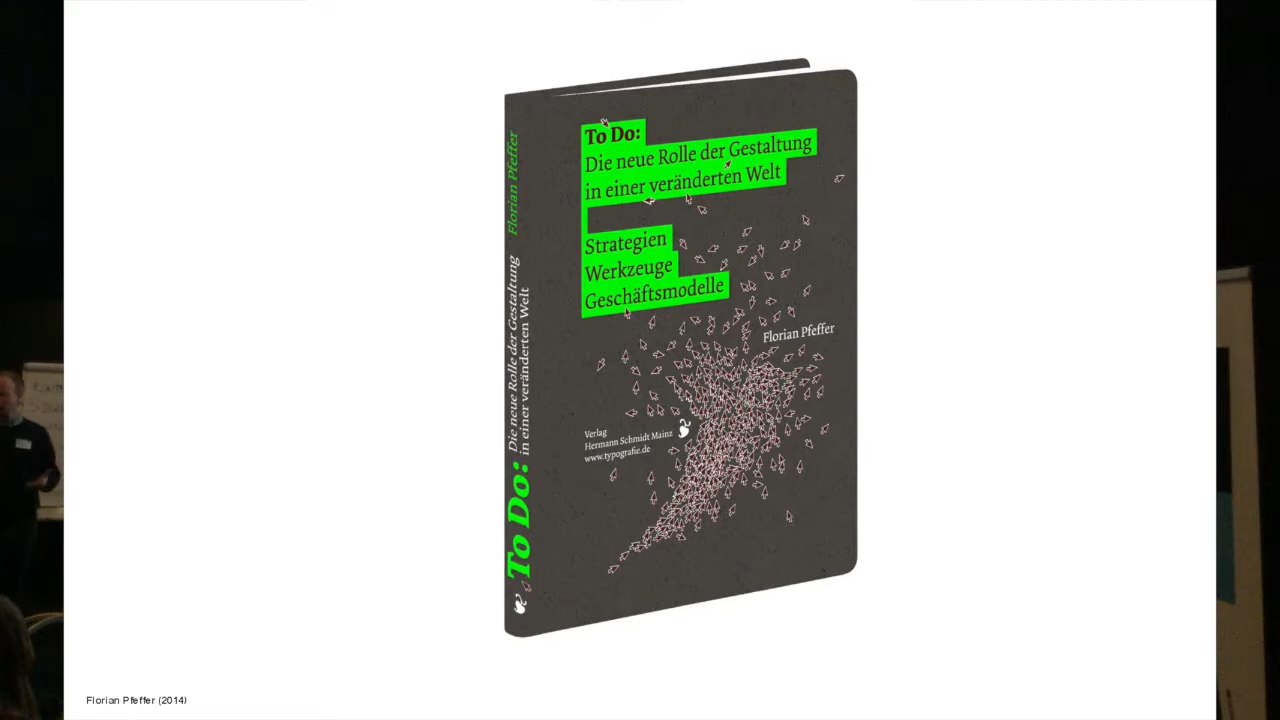 To Do:
Die neue Rolle der Gestaltung
in einer veränderten Welt
Strategien
Werkzeuge
Geschäftsmodelle
Florian Pfeffer
Verlag
Hermann Schmidt Mainz
www.typografie.de
Florian Pfeffer
Die neue Rolle der Gestaltung
in einer veränderten Welt
To Do:
Florian Pfeffer (2014)